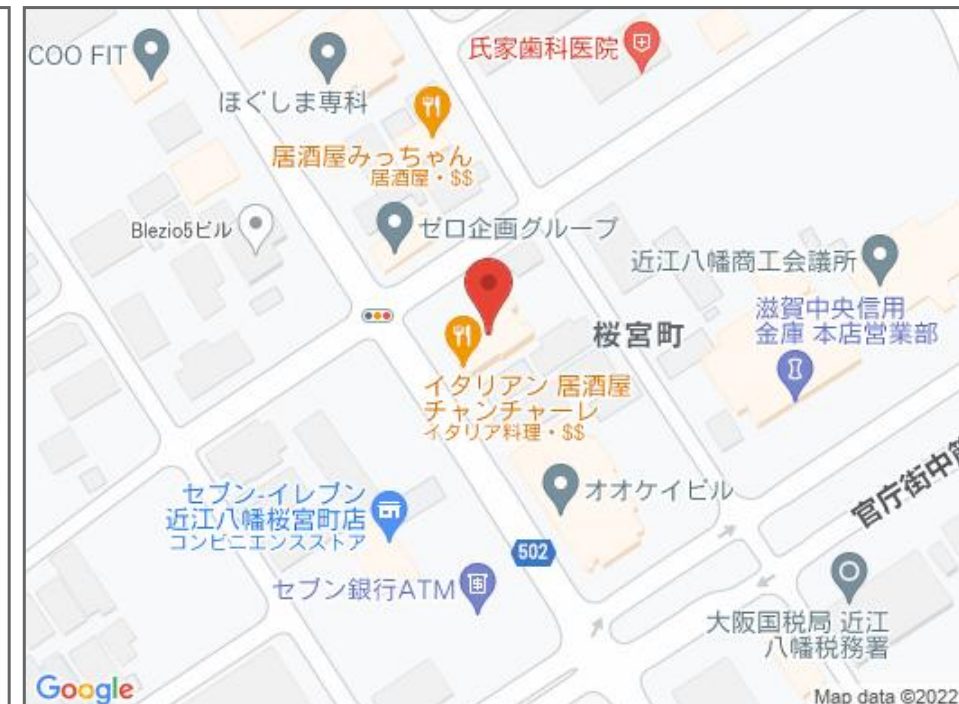 COO FIT
氏家歯科医院
ほぐしま専科
居酒屋みっちゃん
居酒屋・$$
Blezio5ビル
ゼロ企画グループ
近江八幡商工会議所
滋賀中央信用
金庫 本店営業部
桜宮町
イタリアン 居酒屋
チャンチャーレ
イタリア料理・$$
セブン-イレブン
近江八幡桜宮町店
コンビニエンスストア
オオケイビル
官庁街中
502
セブン銀行ATM
大阪国税局 近江
八幡税務署
Google
Map data ©2022